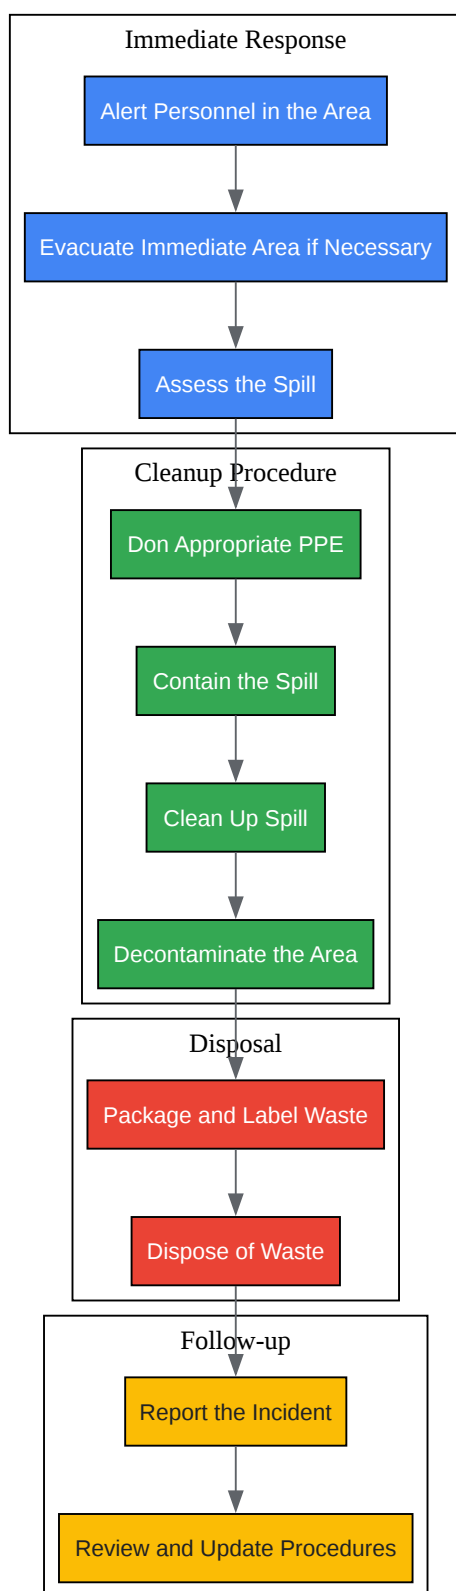 Immediate Response
Alert Personnel in the Area
Evacuate Immediate Area if Necessary
Assess the Spill
Cleanup Procedure
Don Appropriate PPE
Contain the Spill
Clean Up Spill
Decontaminate the Area
Disposal
Package and Label Waste
Dispose of Waste
Follow-up
Report the Incident
Review and Update Procedures